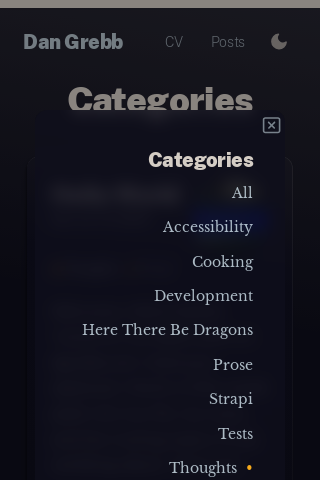 Dan Grebb CV Posts
Categories
Categories
All
Accessibility
Cooking
Development
Here There Be Dragons
Prose
Strapi
Tests
Thoughts •